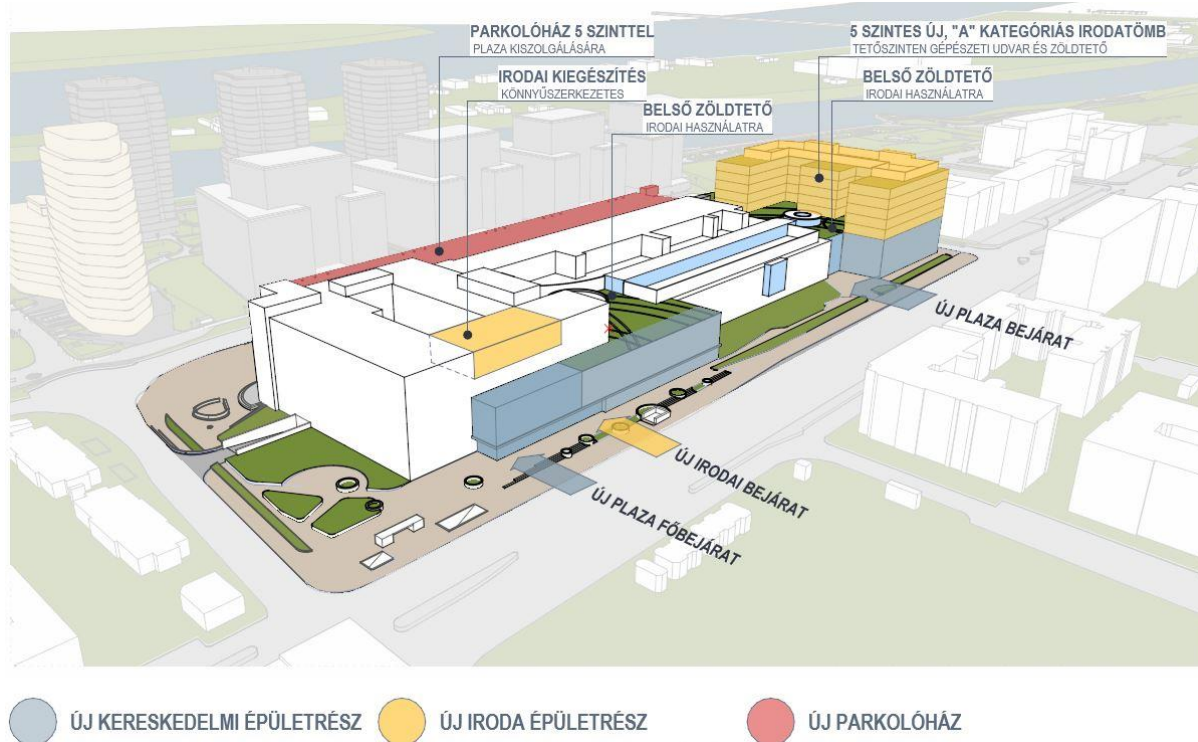 PARKOLÓHÁZ 5 SZINTTEL
PLAZA KISZOLGÁLÁSÁRA
5 SZINTES ÚJ, "A" KATEGÓRIÁS IRODATÖMB
TETŐSZINTEN GÉPÉSZETI UDVAR ÉS ZÖLDTETŐ
IRODAI KIEGÉSZÍTÉS
KÖNNYŰSZERKEZETES
BELSŐ ZÖLDTETŐ
IRODAI HASZNÁLATRA
BELSŐ ZÖLDTETŐ
IRODAI HASZNÁLATRA
ÚJ PLAZA BEJÁRAT
ÚJ IRODAI BEJÁRAT
ÚJ PLAZA FŐBEJÁRAT
ÚJ KERESKEDELMI ÉPÜLETRÉSZ
ÚJ IRODA ÉPÜLETRÉSZ
ÚJ PARKOLÓHÁZ